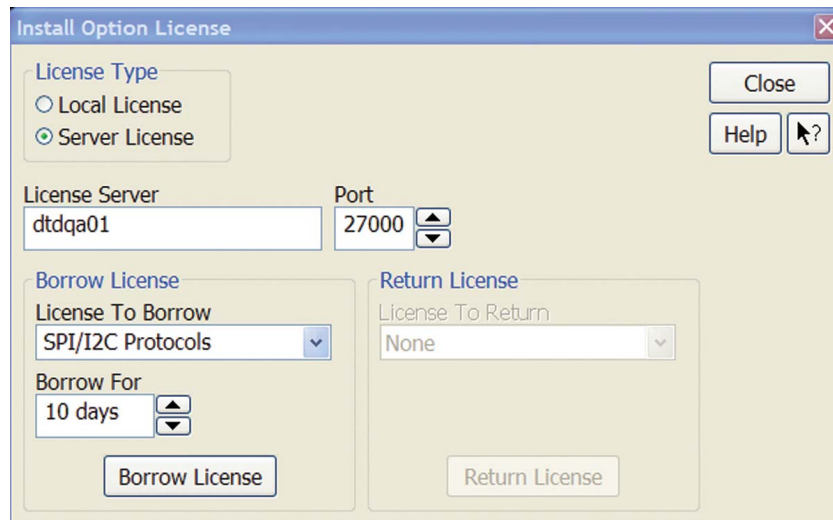 Install Option License
License Type
Local License
Server License
Close
Help
?
License Server
Port
dtdqa01
27000
Borrow License
Return License
License To Borrow
License To Return
SPI/I2C Protocols
None
Borrow For
10 days
Borrow License
Return License